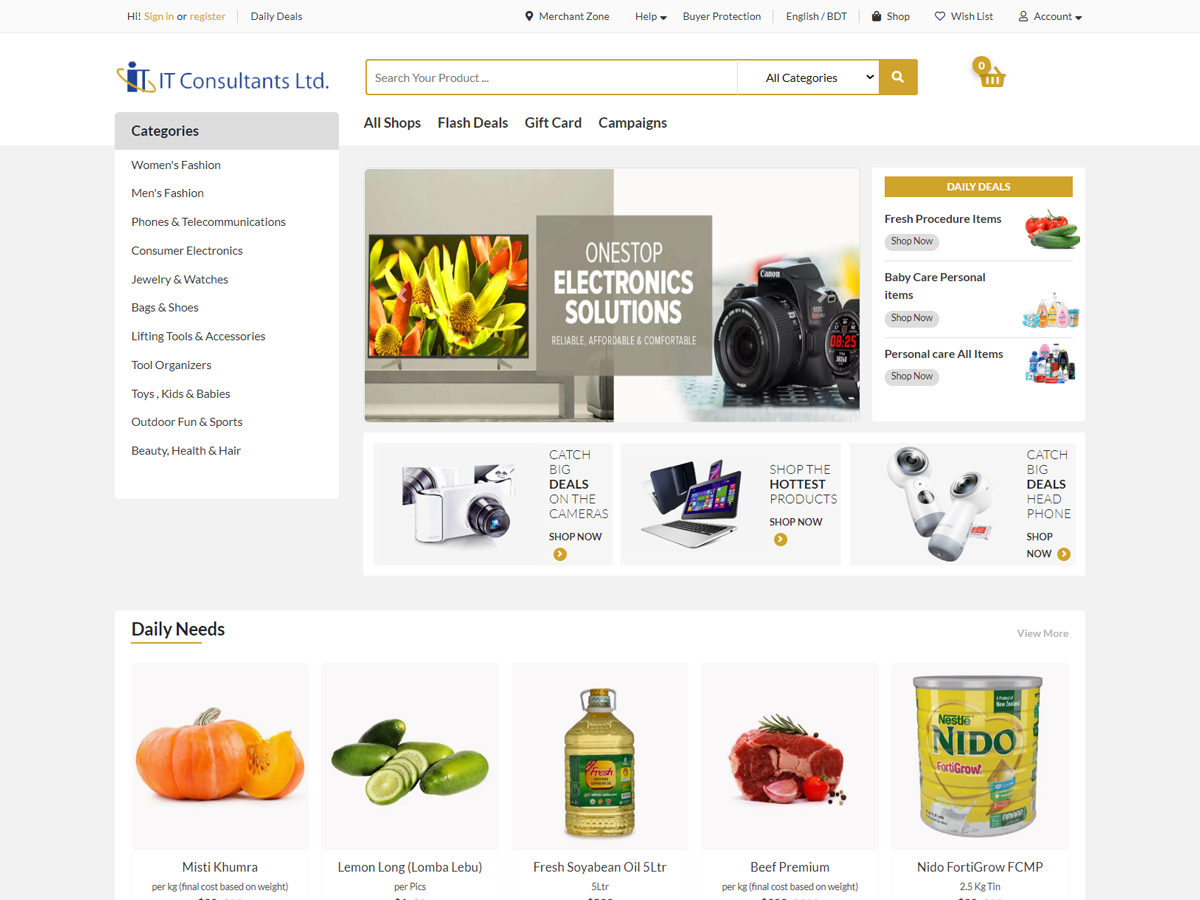 Hi! Sign in or register
Daily Deals
Merchant Zone
Help
Buyer Protection
English / BDT
Shop
Wish List
Account
IT Consultants Ltd.
Search Your Product ...
All Categories
0
Categories
All Shops
Flash Deals
Gift Card
Campaigns
Women's Fashion
Men's Fashion
Phones & Telecommunications
Consumer Electronics
Jewelry & Watches
Bags & Shoes
Lifting Tools & Accessories
Tool Organizers
Toys , Kids & Babies
Outdoor Fun & Sports
Beauty, Health & Hair
ONESTOP
ELECTRONICS
SOLUTIONS
RELIABLE, AFFORDABLE & COMFORTABLE
Canon
EOS
08:25
DAILY DEALS
Fresh Procedure Items
Shop Now
Baby Care Personal
items
Shop Now
Personal care All Items
Shop Now
CATCH
BIG
DEALS
ON THE
CAMERAS
SHOP NOW
SHOP THE
HOTTEST
PRODUCTS
SHOP NOW
CATCH
BIG
DEALS
HEAD
PHONE
SHOP
NOW
Daily Needs
View More
Fresh
A Product of
New Zealand
Nestle
NIDO
FortiGrow
Misti Khumra
per kg (final cost based on weight)
Lemon Long (Lomba Lebu)
per Pics
Fresh Soyabean Oil 5Ltr
5Ltr
Beef Premium
per kg (final cost based on weight)
Nido FortiGrow FCMP
2.5 Kg Tin